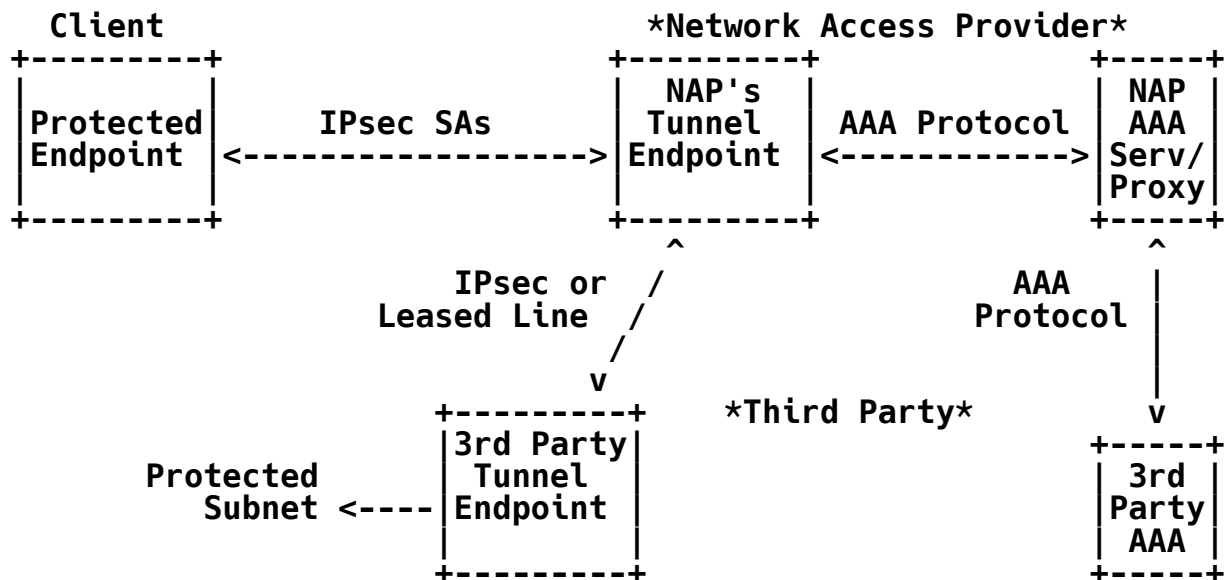 Client *Network Access Provider*
+---------+ +---------+ +-----+
| | | NAP's | | NAP |
|Protected| IPsec SAs | Tunnel | AAA Protocol | AAA |
|Endpoint |<------------------>|Endpoint |<------------>|Serv/|
| | | | |Proxy|
+---------+ +---------+ +-----+
^ ^
IPsec or / AAA |
Leased Line / Protocol |
/ |
v |
+---------+ *Third Party* v
|3rd Party| +-----+
Protected | Tunnel | | 3rd |
Subnet <----|Endpoint | |Party|
| | | AAA |
+---------+ +-----+